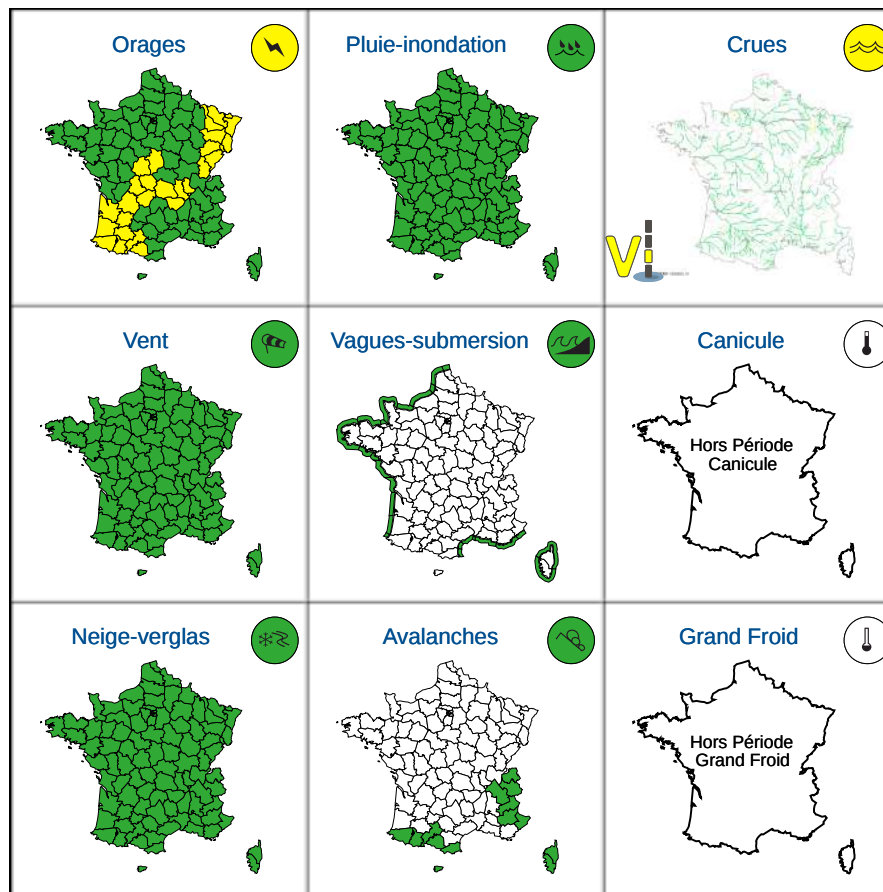 Orages
Pluie-inondation
Crues
Vi
Vent
Vagues-submersion
Canicule
Hors Période
Canicule
Neige-verglas
Avalanches
Grand Froid
Hors Période
Grand Froid